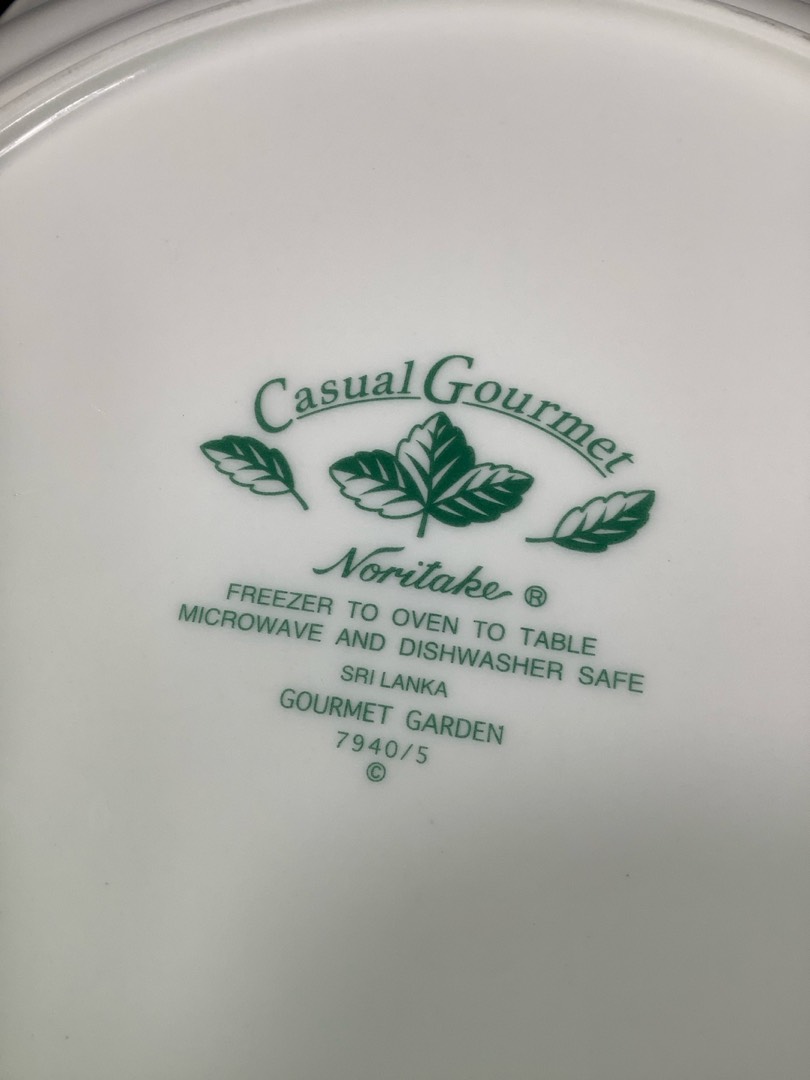 Casual Gourmet
Noritake ®
FREEZER TO OVEN TO TABLE
MICROWAVE AND DISHWASHER SAFE
SRI LANKA
GOURMET GARDEN
7940/5
©